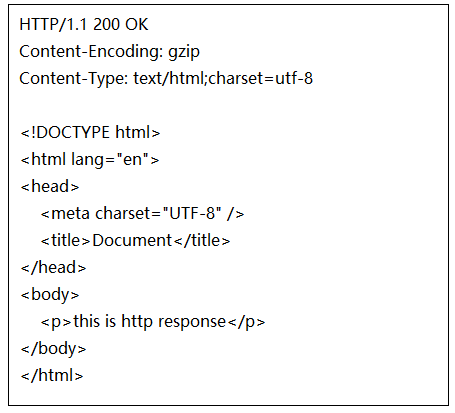 HTTP/1.1 200 OK
Content-Encoding: gzip
Content-Type: text/html;charset=utf-8

<!DOCTYPE html>
<html lang="en">
<head>
    <meta charset="UTF-8" />
    <title>Document</title>
</head>
<body>
    <p>this is http response</p>
</body>
</html>